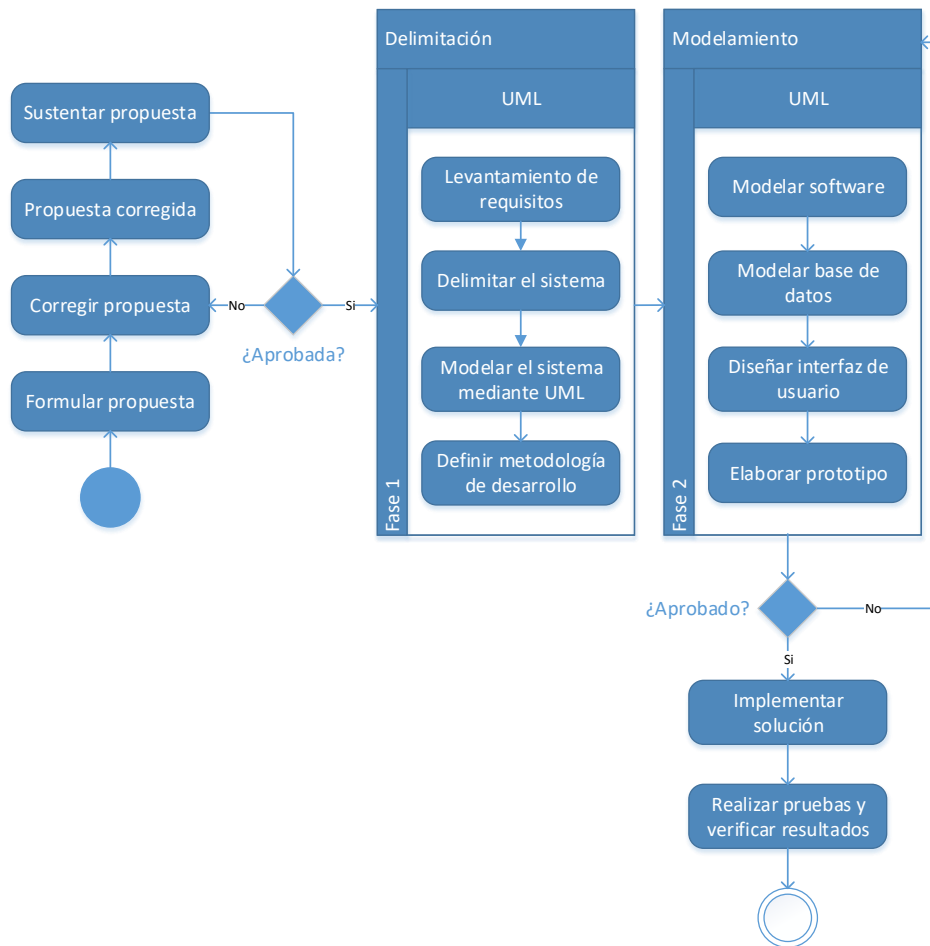 Sustentar propuesta
Propuesta corregida
Corregir propuesta
Formular propuesta
No
Si
¿Aprobada?
Delimitación
UML
Fase 1
Levantamiento de
requisitos
Delimitar el sistema
Modelar el sistema
mediante UML
Definir metodología
de desarrollo
Modelamiento
UML
Fase 2
Modelar software
Modelar base de
datos
Diseñar interfaz de
usuario
Elaborar prototipo
¿Aprobado?
No
Si
Implementar
solución
Realizar pruebas y
verificar resultados